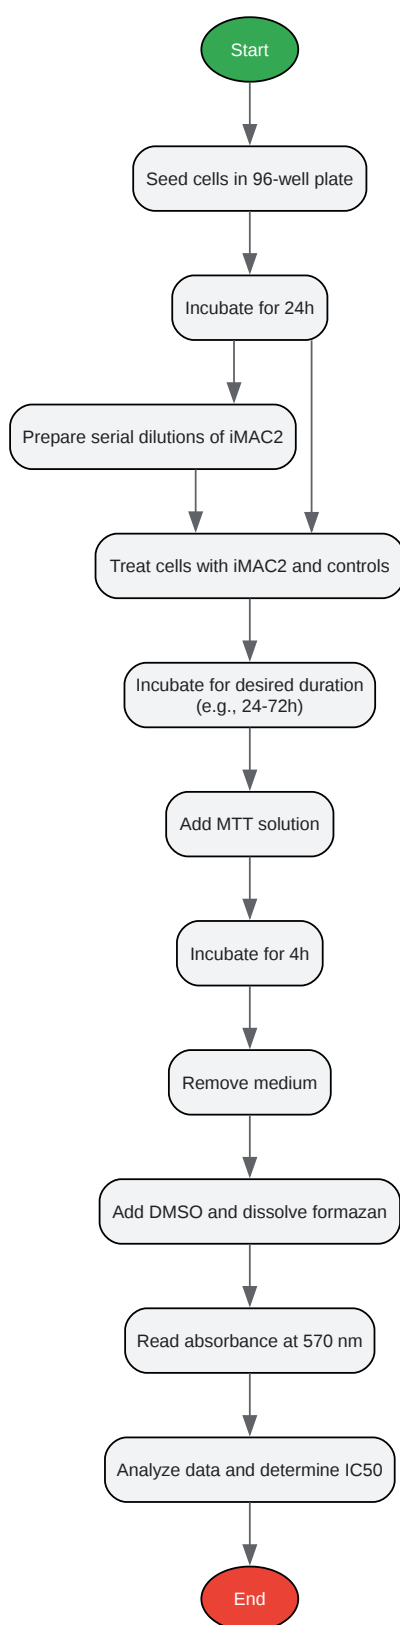 Start
Seed cells in 96-well plate
Incubate for 24h
Prepare serial dilutions of iMAC2
Treat cells with iMAC2 and controls
Incubate for desired duration
(e.g., 24-72h)
Add MTT solution
Incubate for 4h
Remove medium
Add DMSO and dissolve formazan
Read absorbance at 570 nm
Analyze data and determine IC50
End